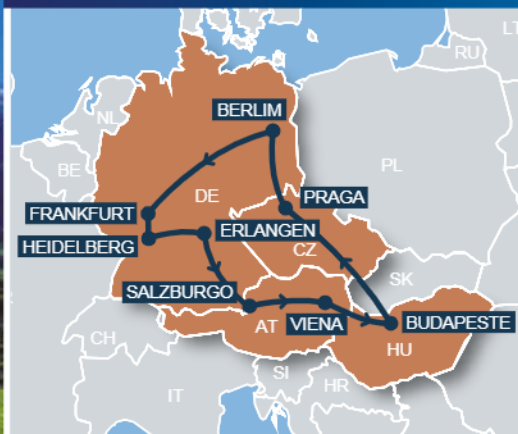 LT
RU
BERLIM
NL
PL
BE
DE
PRAGA
FRANKFURT
ERLANGEN
HEIDELBERG
CZ
SK
SALZBURGO
VIENA
BUDAPESTE
AT
CH
HU
SI
HR
IT